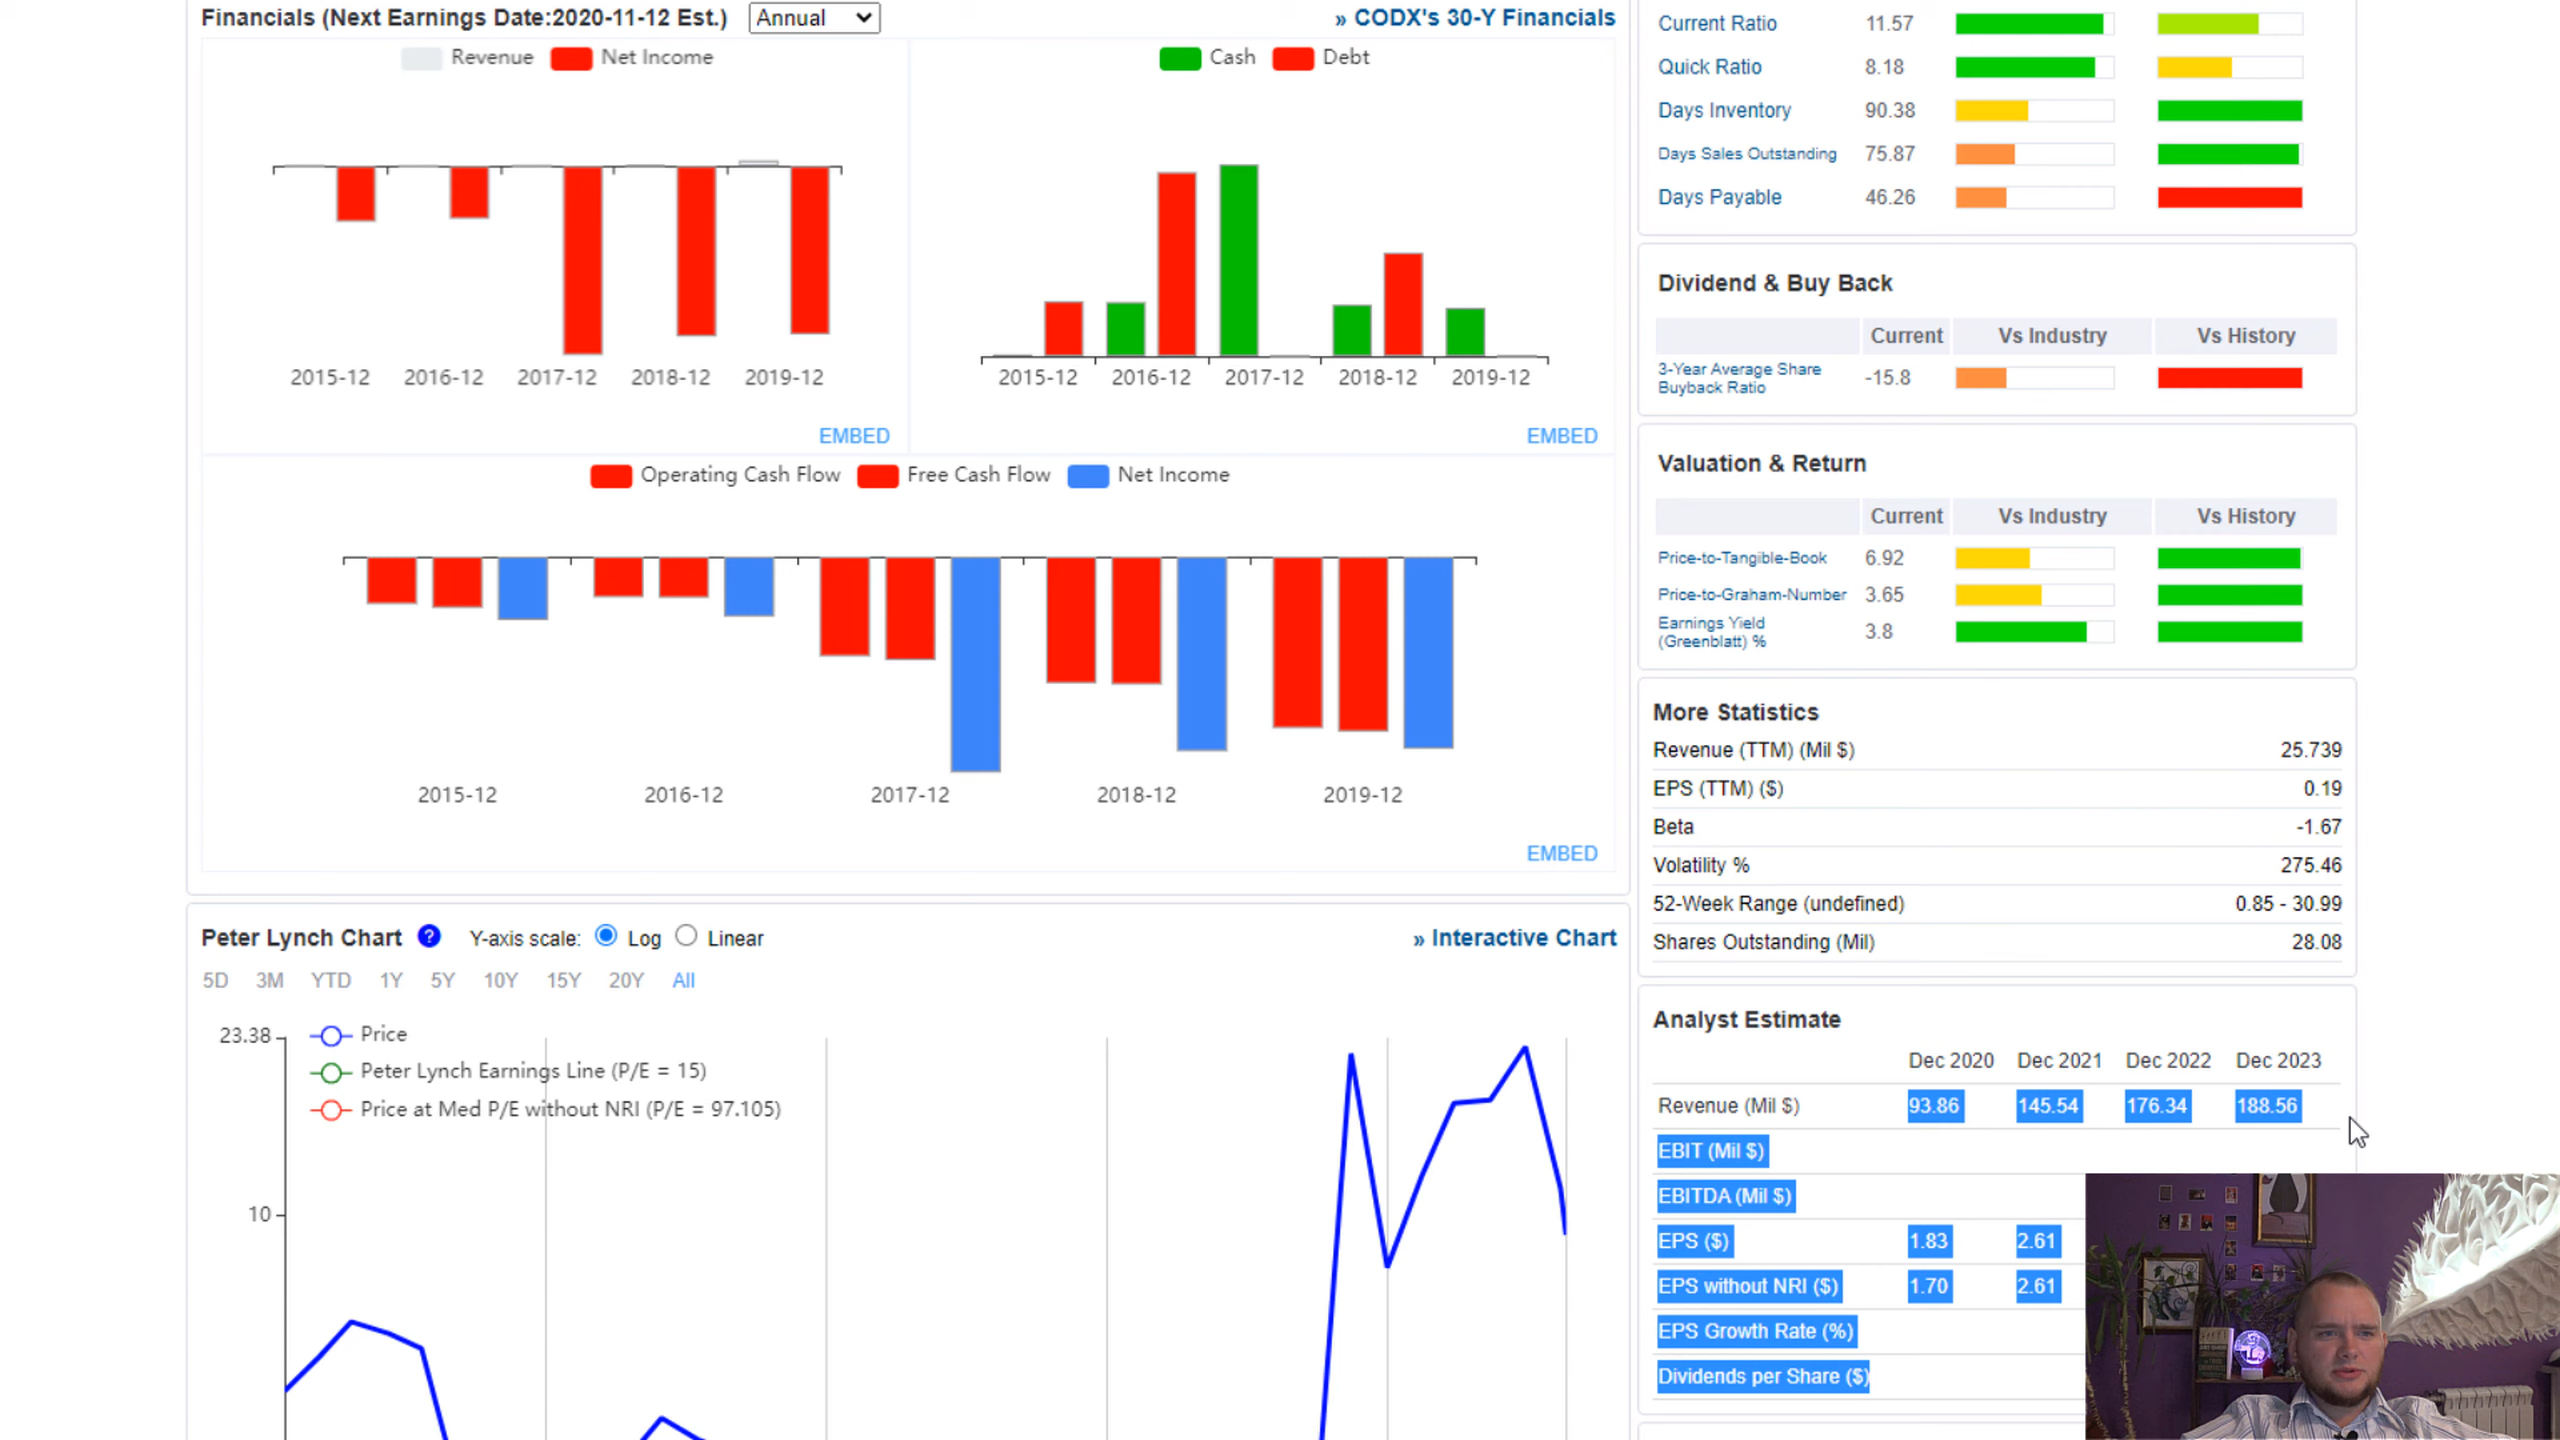 Financials (Next Earnings Date:2020-11-12 Est.) Annual » CODX's 30-Y Financials
Revenue Net Income
2015-12 2016-12 2017-12 2018-12 2019-12
EMBED
Cash Debt
2015-12 2016-12 2017-12 2018-12 2019-12
EMBED
Operating Cash Flow Free Cash Flow Net Income
2015-12 2016-12 2017-12 2018-12 2019-12
EMBED
Peter Lynch Chart ? Y-axis scale: Log Linear » Interactive Chart
5D 3M YTD 1Y 5Y 10Y 15Y 20Y All
23.38
Price
Peter Lynch Earnings Line (P/E = 15)
Price at Med P/E without NRI (P/E = 97.105)
10
Current Ratio 11.57
Quick Ratio 8.18
Days Inventory 90.38
Days Sales Outstanding 75.87
Days Payable 46.26
Dividend & Buy Back
Current Vs Industry Vs History
3-Year Average Share
Buyback Ratio -15.8
Valuation & Return
Current Vs Industry Vs History
Price-to-Tangible-Book 6.92
Price-to-Graham-Number 3.65
Earnings Yield
(Greenblatt) % 3.8
More Statistics
Revenue (TTM) (Mil $) 25.739
EPS (TTM) ($) 0.19
Beta -1.67
Volatility % 275.46
52-Week Range (undefined) 0.85 - 30.99
Shares Outstanding (Mil) 28.08
Analyst Estimate
Dec 2020 Dec 2021 Dec 2022 Dec 2023
Revenue (Mil $) 93.86 145.54 176.34 188.56
EBIT (Mil $)
EBITDA (Mil $)
EPS ($) 1.83 2.61
EPS without NRI ($) 1.70 2.61
EPS Growth Rate (%)
Dividends per Share ($)